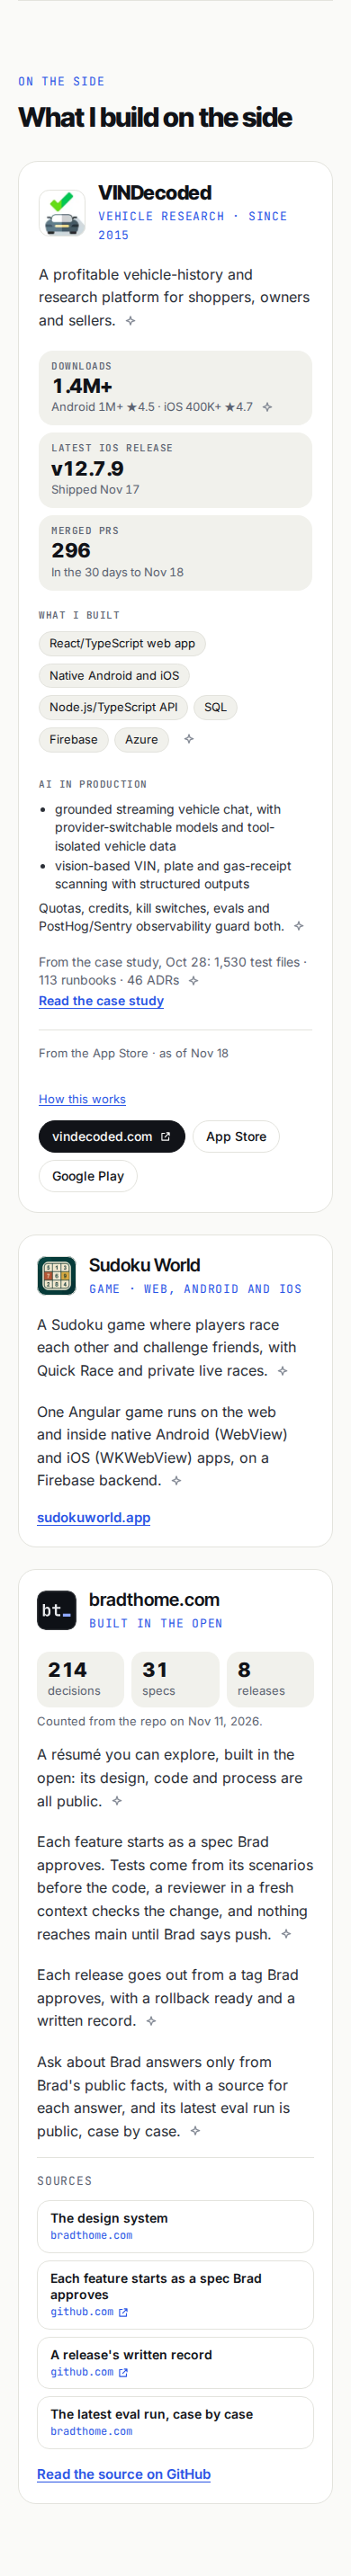 ON THE SIDE
What I build on the side
VINDecoded
VEHICLE RESEARCH · SINCE
2015
A profitable vehicle-history and
research platform for shoppers, owners
and sellers.
DOWNLOADS
1.4M+
Android 1M+ ★4.5 · iOS 400K+ ★4.7
LATEST IOS RELEASE
v12.7.9
Shipped Nov 17
MERGED PRS
296
In the 30 days to Nov 18
WHAT I BUILT
React/TypeScript web app
Native Android and iOS
Node.js/TypeScript API SQL
Firebase Azure
AI IN PRODUCTION
• grounded streaming vehicle chat, with
provider-switchable models and tool-
isolated vehicle data
• vision-based VIN, plate and gas-receipt
scanning with structured outputs
Quotas, credits, kill switches, evals and
PostHog/Sentry observability guard both.
From the case study, Oct 28: 1,530 test files ·
113 runbooks · 46 ADRs
Read the case study
From the App Store · as of Nov 18
How this works
vindecoded.com App Store
Google Play
Sudoku World
GAME · WEB, ANDROID AND IOS
A Sudoku game where players race
each other and challenge friends, with
Quick Race and private live races.
One Angular game runs on the web
and inside native Android (WebView)
and iOS (WKWebView) apps, on a
Firebase backend.
sudokuworld.app
bt_
bradthome.com
BUILT IN THE OPEN
214 31 8
decisions specs releases
Counted from the repo on Nov 11, 2026.
A résumé you can explore, built in the
open: its design, code and process are
all public.
Each feature starts as a spec Brad
approves. Tests come from its scenarios
before the code, a reviewer in a fresh
context checks the change, and nothing
reaches main until Brad says push.
Each release goes out from a tag Brad
approves, with a rollback ready and a
written record.
Ask about Brad answers only from
Brad's public facts, with a source for
each answer, and its latest eval run is
public, case by case.
SOURCES
The design system
bradthome.com
Each feature starts as a spec Brad
approves
github.com
A release's written record
github.com
The latest eval run, case by case
bradthome.com
Read the source on GitHub